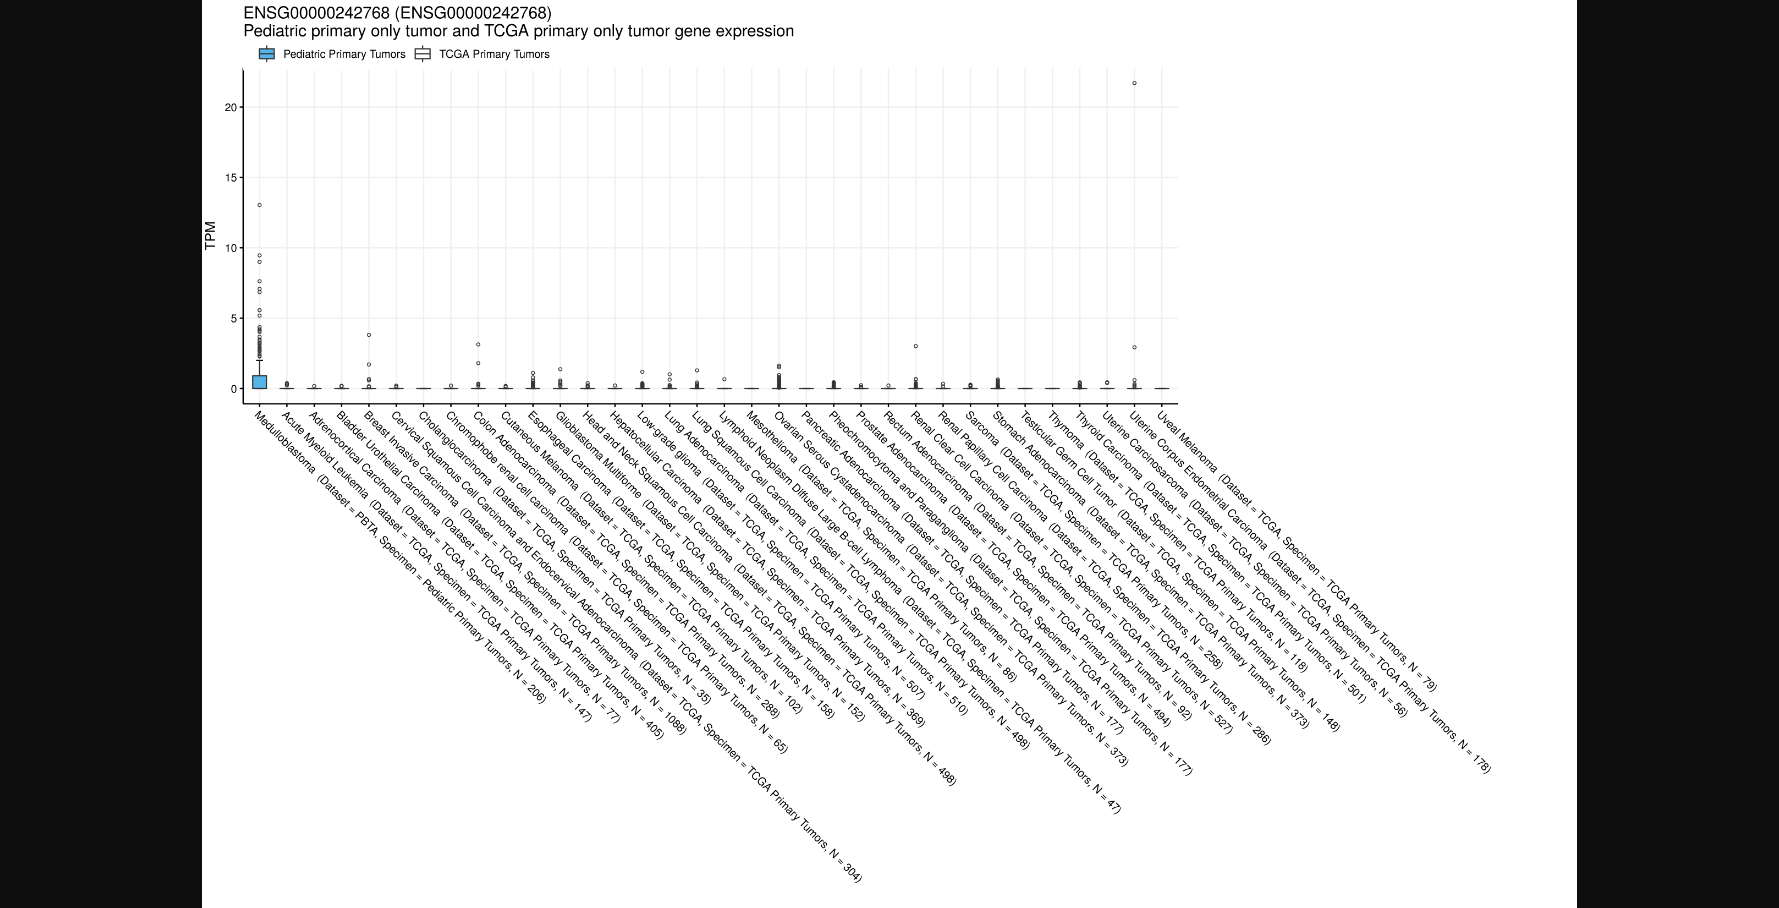 ENSG00000242768 (ENSG00000242768)
Pediatric primary only tumor and TCGA primary only tumor gene expression
Pediatric Primary Tumors
TCGA Primary Tumors
TPM
20
15
10
5
0
Medulloblastoma (Dataset = PBTA, Specimen = Pediatric Primary Tumors, N = 206)
Acute Myeloid Leukemia (Dataset = TCGA, Specimen = TCGA Primary Tumors, N = 147)
Adrenocortical Carcinoma (Dataset = TCGA, Specimen = TCGA Primary Tumors, N = 77)
Bladder Urothelial Carcinoma (Dataset = TCGA, Specimen = TCGA Primary Tumors, N = 405)
Breast Invasive Carcinoma (Dataset = TCGA, Specimen = TCGA Primary Tumors, N = 1088)
Cervical Squamous Cell Carcinoma and Endocervical Adenocarcinoma (Dataset = TCGA, Specimen = TCGA Primary Tumors, N = 304)
Cholangiocarcinoma (Dataset = TCGA, Specimen = TCGA Primary Tumors, N = 35)
Chromophobe renal cell carcinoma (Dataset = TCGA, Specimen = TCGA Primary Tumors, N = 65)
Colon Adenocarcinoma (Dataset = TCGA, Specimen = TCGA Primary Tumors, N = 288)
Cutaneous Melanoma (Dataset = TCGA, Specimen = TCGA Primary Tumors, N = 102)
Esophageal Carcinoma (Dataset = TCGA, Specimen = TCGA Primary Tumors, N = 158)
Glioblastoma Multiforme (Dataset = TCGA, Specimen = TCGA Primary Tumors, N = 152)
Head and Neck Squamous Cell Carcinoma (Dataset = TCGA, Specimen = TCGA Primary Tumors, N = 498)
Hepatocellular Carcinoma (Dataset = TCGA, Specimen = TCGA Primary Tumors, N = 369)
Low-grade glioma (Dataset = TCGA, Specimen = TCGA Primary Tumors, N = 507)
Lung Adenocarcinoma (Dataset = TCGA, Specimen = TCGA Primary Tumors, N = 510)
Lung Squamous Cell Carcinoma (Dataset = TCGA, Specimen = TCGA Primary Tumors, N = 498)
Lymphoid Neoplasm Diffuse Large B-cell Lymphoma (Dataset = TCGA, Specimen = TCGA Primary Tumors, N = 47)
Mesothelioma (Dataset = TCGA, Specimen = TCGA Primary Tumors, N = 86)
Ovarian Serous Cystadenocarcinoma (Dataset = TCGA, Specimen = TCGA Primary Tumors, N = 373)
Pancreatic Adenocarcinoma (Dataset = TCGA, Specimen = TCGA Primary Tumors, N = 177)
Pheochromocytoma and Paraganglioma (Dataset = TCGA, Specimen = TCGA Primary Tumors, N = 177)
Prostate Adenocarcinoma (Dataset = TCGA, Specimen = TCGA Primary Tumors, N = 494)
Rectum Adenocarcinoma (Dataset = TCGA, Specimen = TCGA Primary Tumors, N = 92)
Renal Clear Cell Carcinoma (Dataset = TCGA, Specimen = TCGA Primary Tumors, N = 527)
Renal Papillary Cell Carcinoma (Dataset = TCGA, Specimen = TCGA Primary Tumors, N = 286)
Sarcoma (Dataset = TCGA, Specimen = TCGA Primary Tumors, N = 258)
Stomach Adenocarcinoma (Dataset = TCGA, Specimen = TCGA Primary Tumors, N = 373)
Testicular Germ Cell Tumor (Dataset = TCGA, Specimen = TCGA Primary Tumors, N = 148)
Thymoma (Dataset = TCGA, Specimen = TCGA Primary Tumors, N = 118)
Thyroid Carcinoma (Dataset = TCGA, Specimen = TCGA Primary Tumors, N = 501)
Uterine Carcinosarcoma (Dataset = TCGA, Specimen = TCGA Primary Tumors, N = 56)
Uterine Corpus Endometrial Carcinoma (Dataset = TCGA, Specimen = TCGA Primary Tumors, N = 178)
Uveal Melanoma (Dataset = TCGA, Specimen = TCGA Primary Tumors, N = 79)